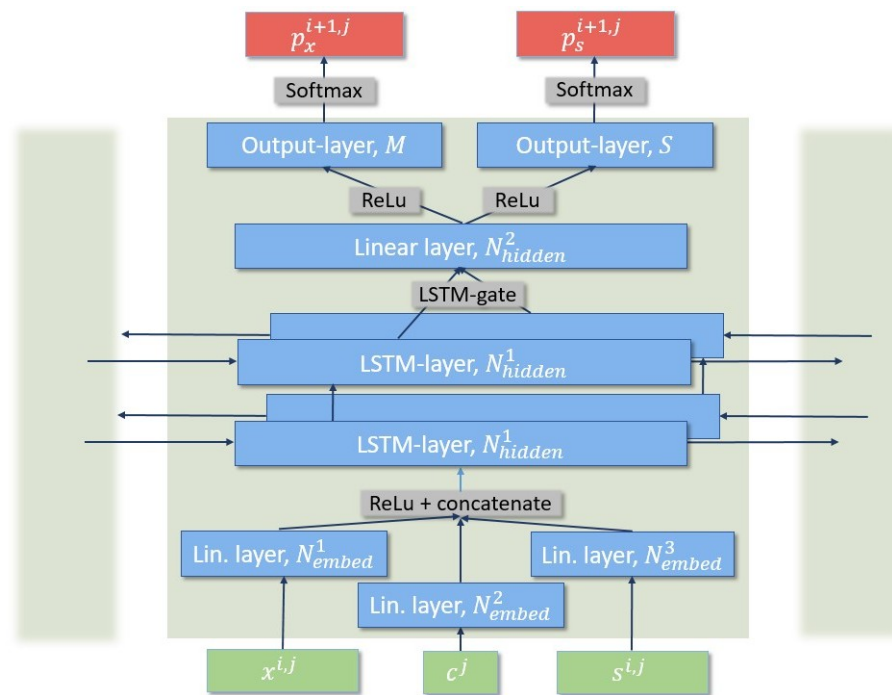 p_x^{i+1,j} p_s^{i+1,j}
Softmax Softmax
Output-layer, M Output-layer, S
ReLu ReLu
Linear layer, N_{hidden}^2
LSTM-gate
LSTM-layer, N_{hidden}^1
LSTM-layer, N_{hidden}^1
ReLu + concatenate
Lin. layer, N_{embed}^1 Lin. layer, N_{embed}^3
Lin. layer, N_{embed}^2
x^{i,j} c^j s^{i,j}